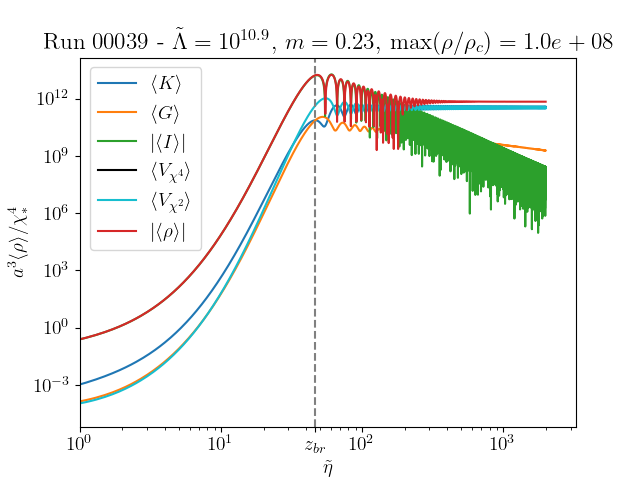 Run 00039 - Λ̃ = 10^10.9, m = 0.23, max(ρ/ρ_c) = 1.0e + 08
⟨K⟩
⟨G⟩
|⟨I⟩|
⟨V_χ⁴⟩
⟨V_χ²⟩
|⟨ρ⟩|
a³⟨ρ⟩/χ_*⁴
10^12
10^9
10^6
10^3
10^0
10^−3
10^0
10^1
z_br
10^2
10^3
η̃